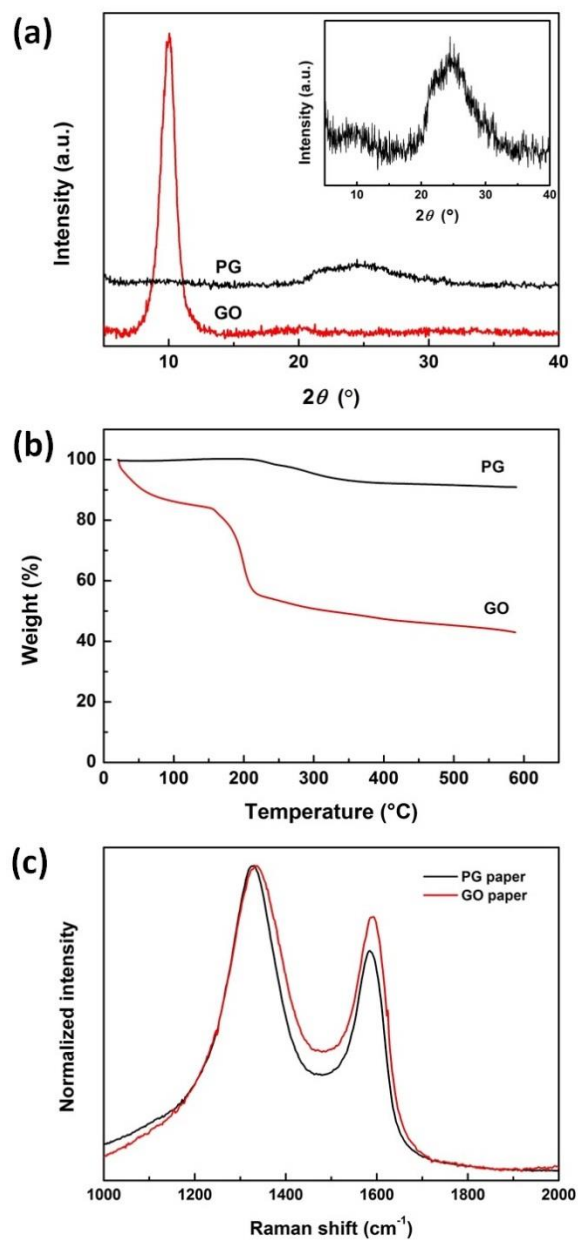 (a)
Intensity (a.u.)
PG
GO
10
20
30
40
2θ (°)
Intensity (a.u.)
10
20
30
40
2θ (°)
(b)
Weight (%)
100
80
60
40
20
0
PG
GO
0
100
200
300
400
500
600
Temperature (°C)
(c)
Normalized intensity
PG paper
GO paper
1000
1200
1400
1600
1800
2000
Raman shift (cm⁻¹)